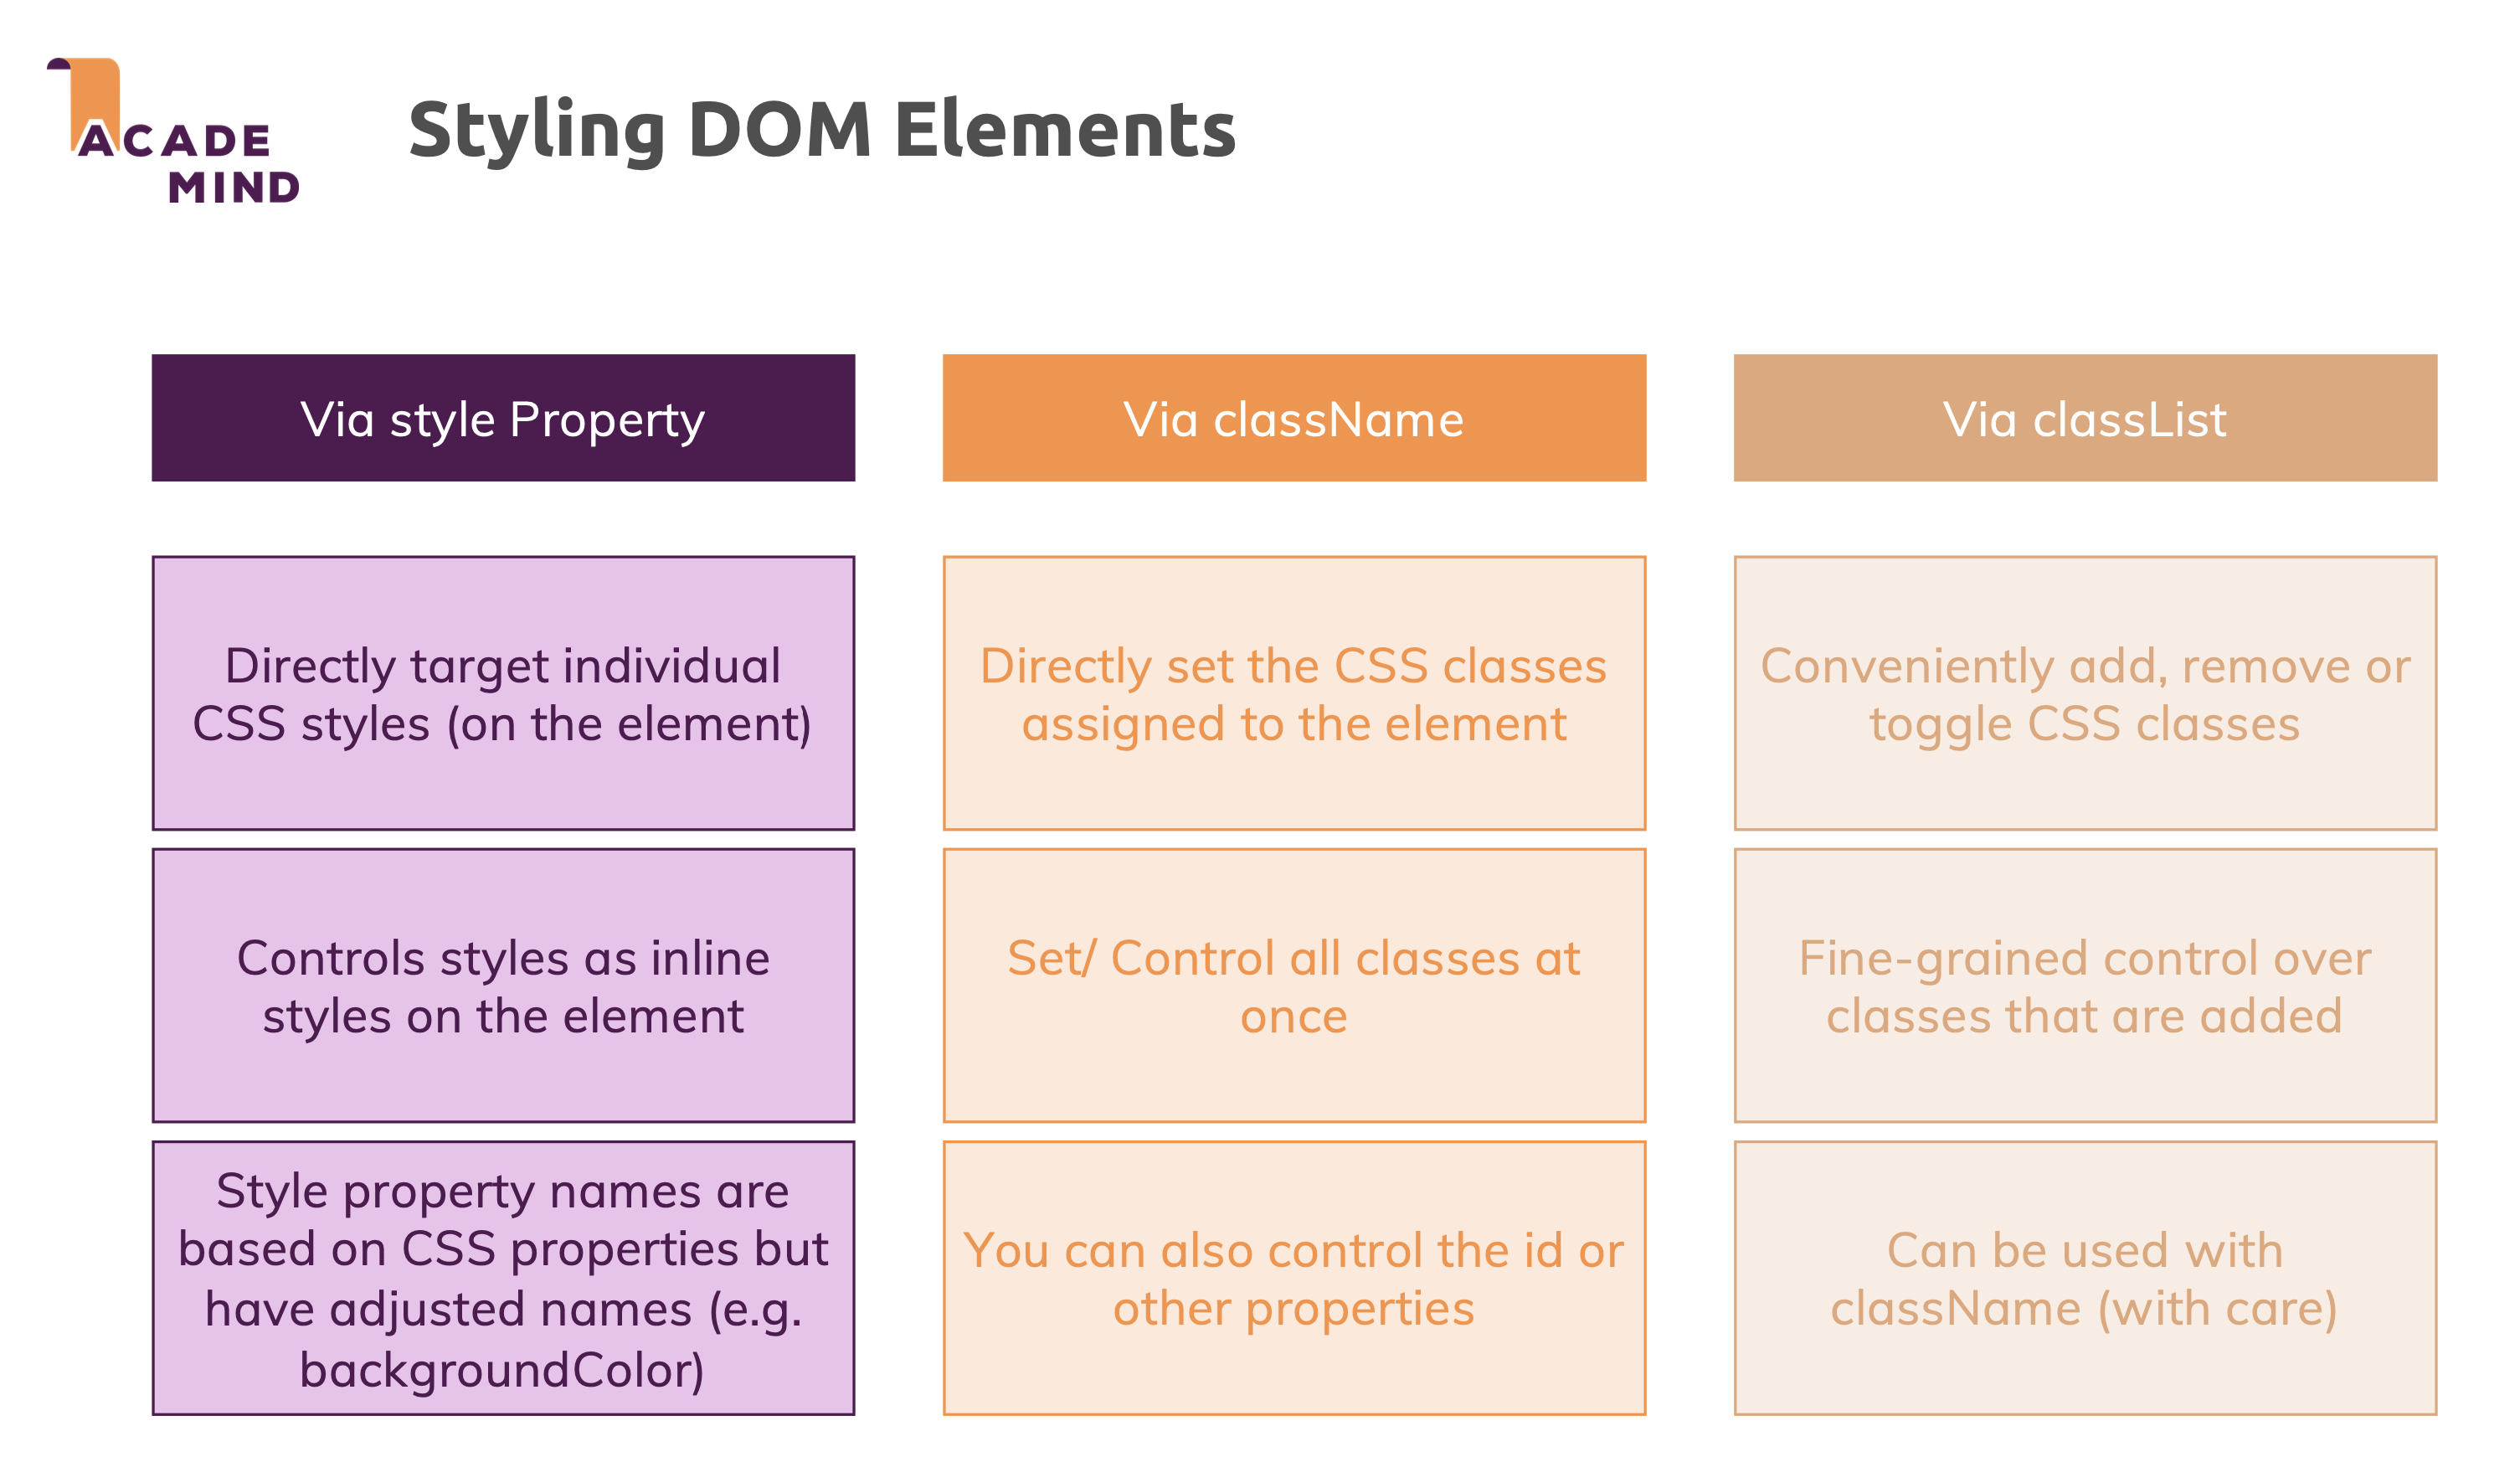 ACADE
MIND
Styling DOM Elements
Via style Property
Directly target individual
CSS styles (on the element)
Controls styles as inline
styles on the element
Style property names are
based on CSS properties but
have adjusted names (e.g.
backgroundColor)
Via className
Directly set the CSS classes
assigned to the element
Set/ Control all classes at
once
You can also control the id or
other properties
Via classList
Conveniently add, remove or
toggle CSS classes
Fine-grained control over
classes that are added
Can be used with
className (with care)